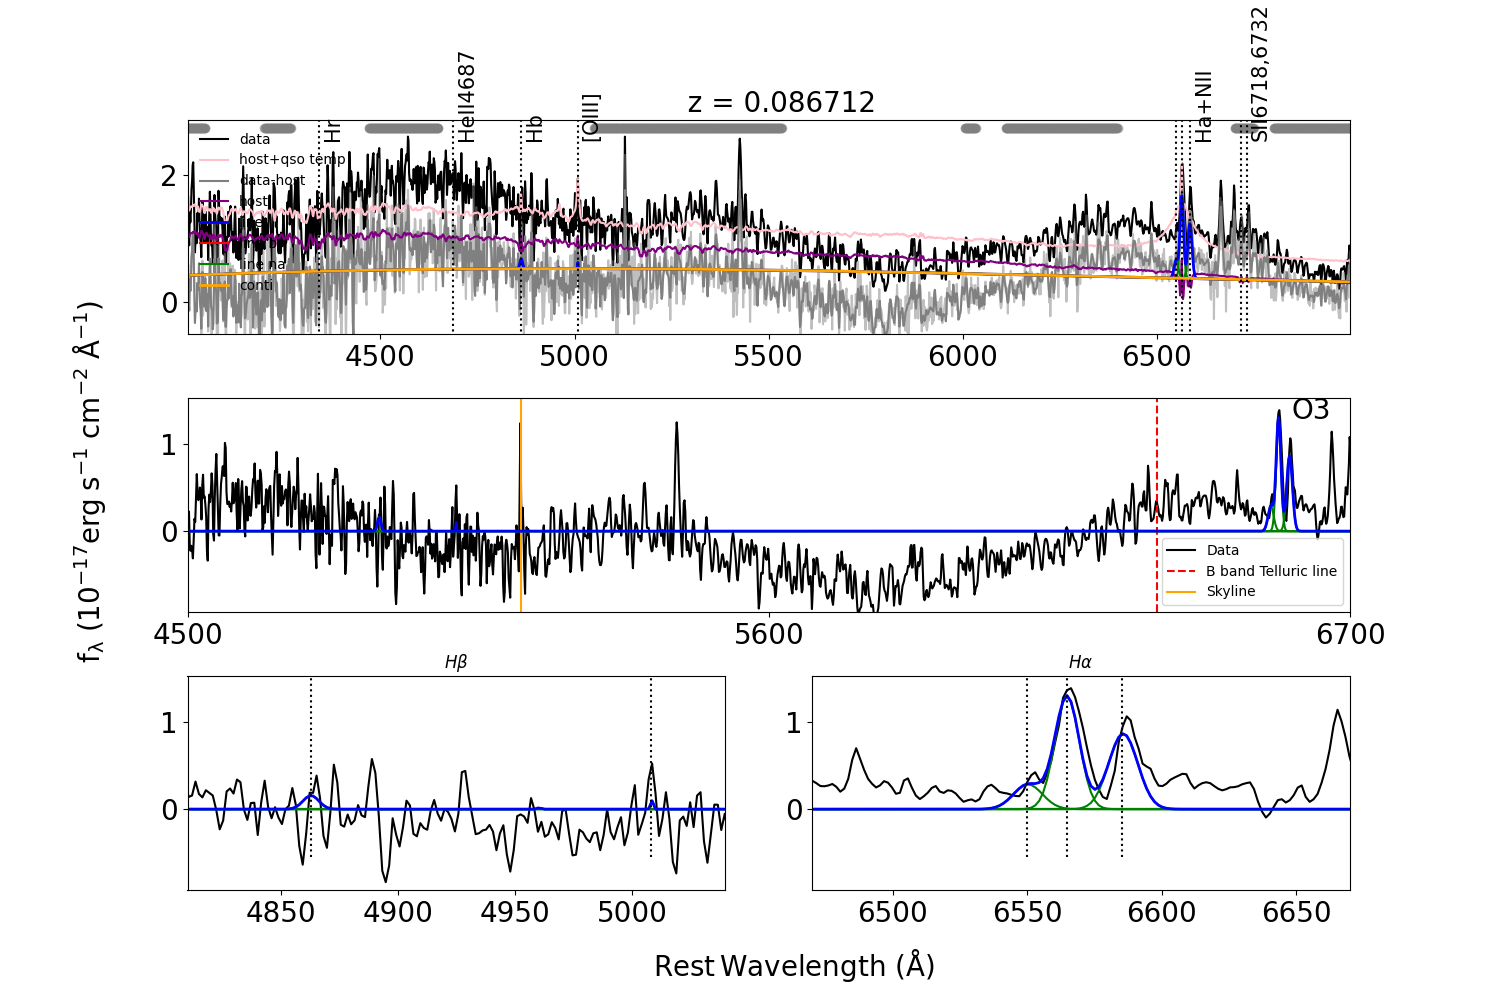 Hr
HeII4687
Hb
[OIII]
Ha+NII
SII6718,6732
z = 0.086712
data
host+qso temp
data-host
host
line na
conti
2
1
0
4500
5000
5500
6000
6500
O3
1
0
Data
B band Telluric line
Skyline
4500
5600
6700
Hβ
Hα
1
0
4850
4900
4950
5000
1
0
6500
6550
6600
6650
fλ (10⁻¹⁷erg s⁻¹ cm⁻² Å⁻¹)
Rest Wavelength (Å)